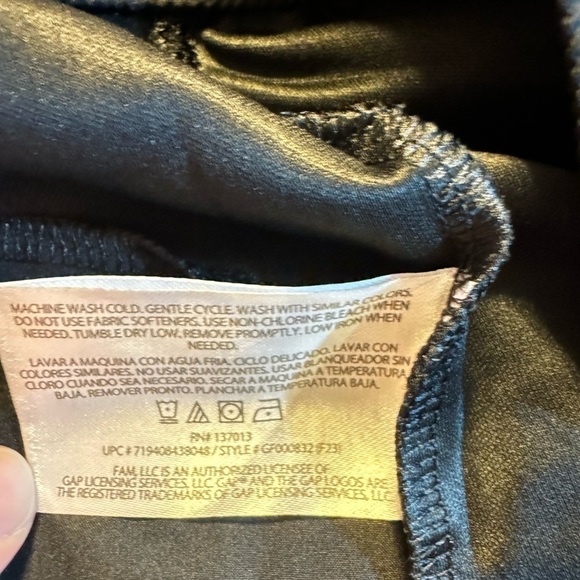 MACHINE WASH COLD. GENTLE CYCLE. WASH WITH SIMILAR COLORS.
DO NOT USE FABRIC SOFTENERS. USE NON-CHLORINE BLEACH WHEN
NEEDED. TUMBLE DRY LOW. REMOVE PROMPTLY. LOW IRON WHEN
NEEDED.
LAVAR A MAQUINA CON AGUA FRIA. CICLO DELICADO. LAVAR CON
COLORES SIMILARES. NO USAR SUAVIZANTES. USAR BLANQUEADOR SIN
CLORO CUANDO SEA NECESARIO. SECAR A MAQUINA A TEMPERATURA
BAJA. REMOVER PRONTO. PLANCHAR A TEMPERATURA BAJA.
RN# 137013
UPC # 719408438048 / STYLE # GF000832 (F23)
FAM, LLC IS AN AUTHORIZED LICENSEE OF
GAP LICENSING SERVICES, LLC. GAP® AND THE GAP LOGOS ARE
THE REGISTERED TRADEMARKS OF GAP LICENSING SERVICES, LLC.